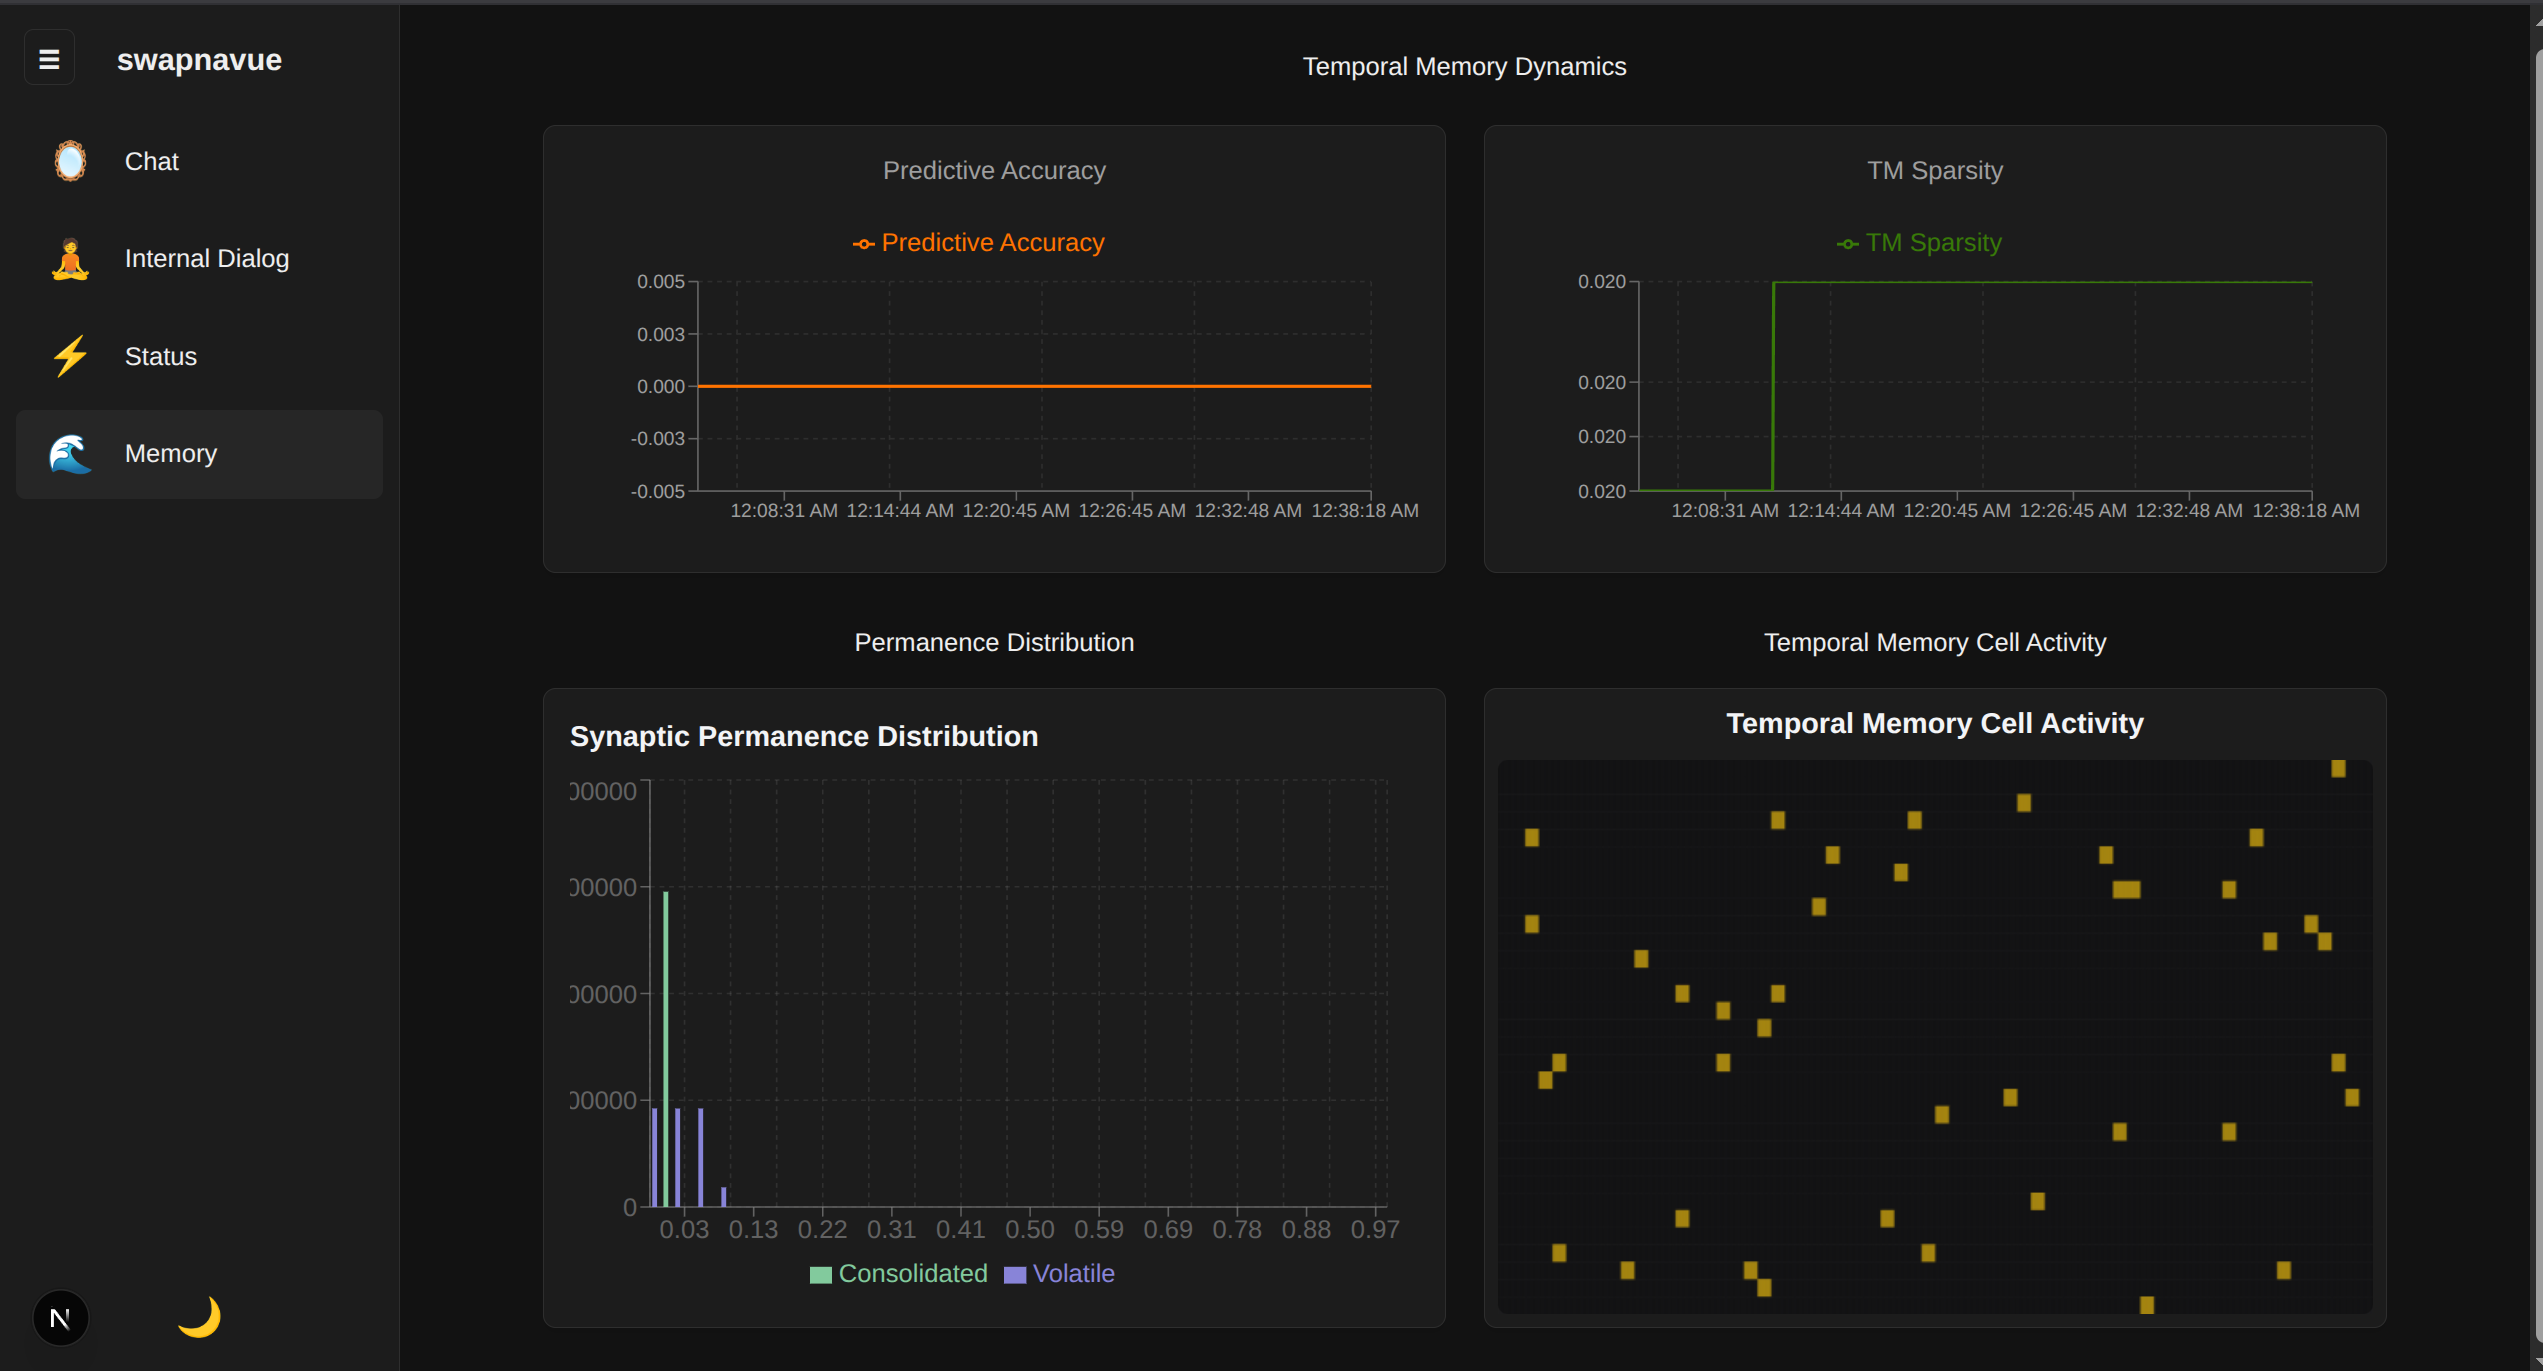 swapnavue
Chat
Internal Dialog
Status
Memory
N
Temporal Memory Dynamics
Predictive Accuracy
Predictive Accuracy
0.005
0.003
0.000
-0.003
-0.005
12:08:31 AM 12:14:44 AM 12:20:45 AM 12:26:45 AM 12:32:48 AM 12:38:18 AM
TM Sparsity
TM Sparsity
0.020
0.020
0.020
0.020
12:08:31 AM 12:14:44 AM 12:20:45 AM 12:26:45 AM 12:32:48 AM 12:38:18 AM
Permanence Distribution
Synaptic Permanence Distribution
00000
00000
00000
00000
0
0.03 0.13 0.22 0.31 0.41 0.50 0.59 0.69 0.78 0.88 0.97
Consolidated Volatile
Temporal Memory Cell Activity
Temporal Memory Cell Activity